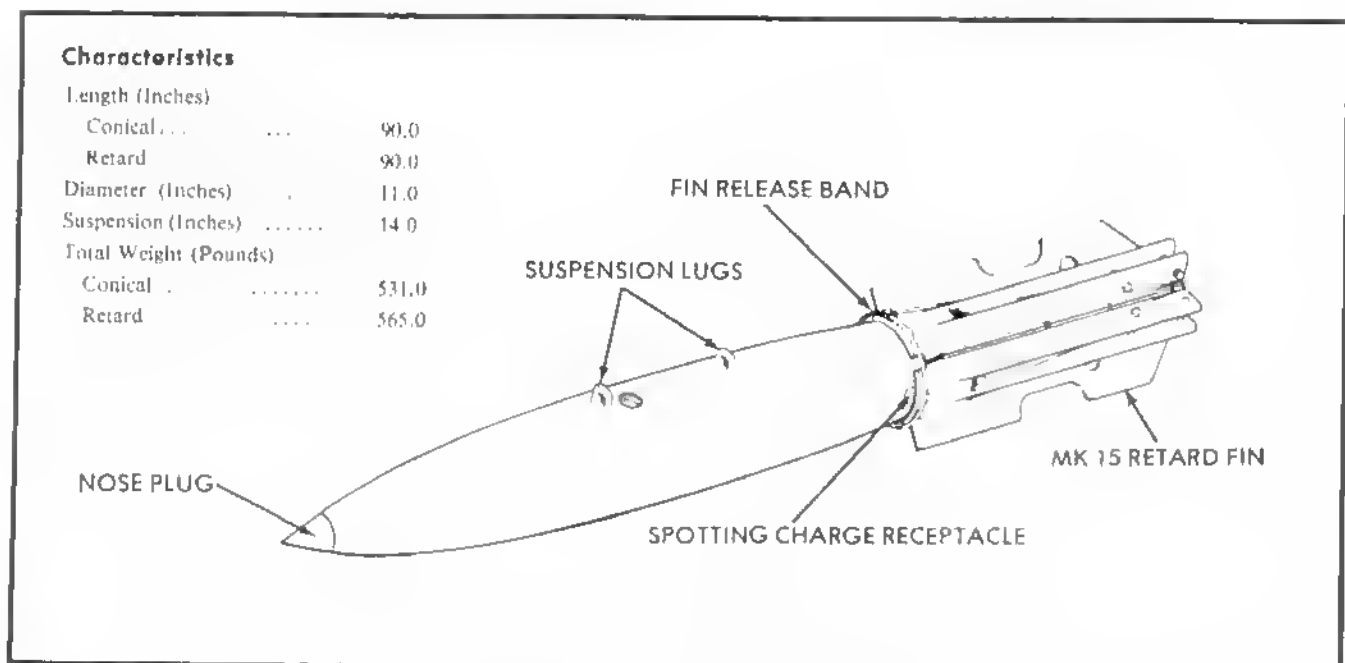 Characteristics
Length (Inches)
Conical... ... 90.0
Retard 90.0
Diameter (Inches) . 11.0
Suspension (Inches) ...... 14.0
Total Weight (Pounds)
Conical . ....... 531.0
Retard .... 565.0
FIN RELEASE BAND
SUSPENSION LUGS
MK 15 RETARD FIN
NOSE PLUG
SPOTTING CHARGE RECEPTACLE